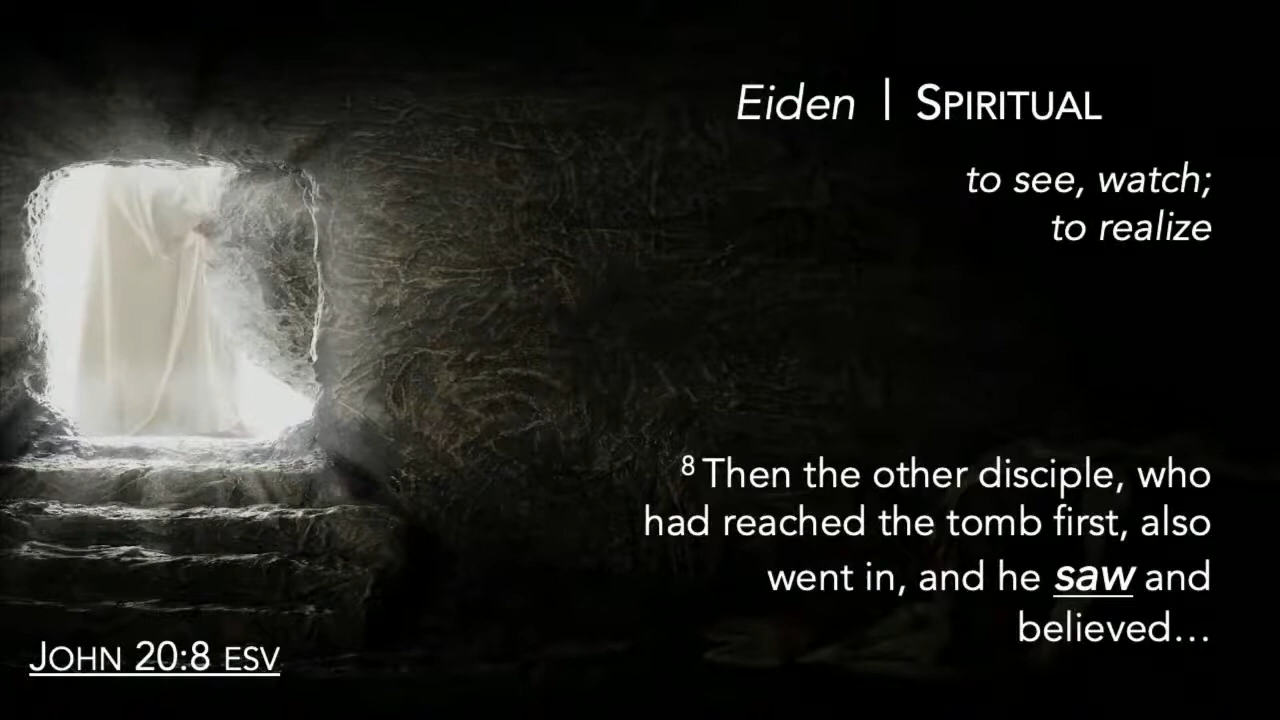 Eiden | SPIRITUAL
to see, watch;
to realize
8 Then the other disciple, who
had reached the tomb first, also
went in, and he saw and
believed…
JOHN 20:8 ESV